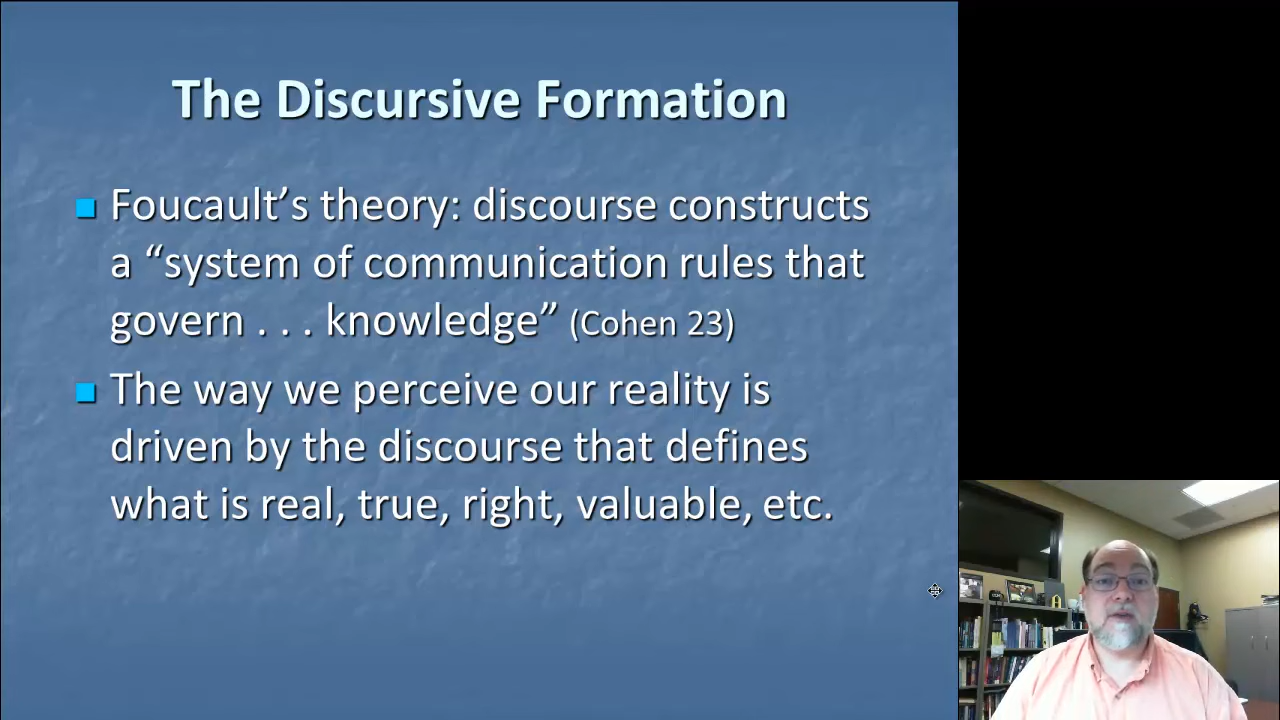 The Discursive Formation
Foucault’s theory: discourse constructs
a “system of communication rules that
govern . . . knowledge” (Cohen 23)
The way we perceive our reality is
driven by the discourse that defines
what is real, true, right, valuable, etc.